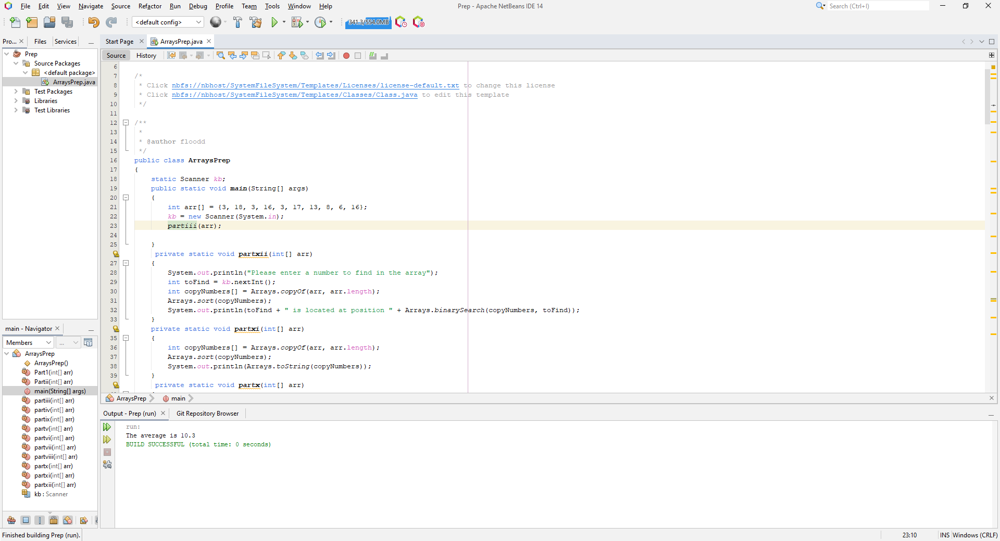 File Edit View Navigate Source Refactor Run Debug Profile Team Tools Window Help
Prep - Apache NetBeans IDE 14
Search (Ctrl+I)
<default config>
341.3/554.0MB
Pro... Files Services
Start Page ArraysPrep.java
Source History
Prep
Source Packages
<default package>
ArraysPrep.java
Test Packages
Libraries
Test Libraries
6
7 /*
8 * Click nbfs://nbhost/SystemFileSystem/Templates/Licenses/license-default.txt to change this license
9 * Click nbfs://nbhost/SystemFileSystem/Templates/Classes/Class.java to edit this template
10 */
11
12 /**
13 *
14 * @author floodd
15 */
16 public class ArraysPrep
17 {
18 static Scanner kb;
19 public static void main(String[] args)
20 {
21 int arr[] = {3, 18, 3, 16, 3, 17, 13, 8, 6, 16};
22 kb = new Scanner(System.in);
23 partiii(arr);
24
25 }
private static void partxii(int[] arr)
27 {
28 System.out.println("Please enter a number to find in the array");
29 int toFind = kb.nextInt();
30 int copyNumbers[] = Arrays.copyOf(arr, arr.length);
31 Arrays.sort(copyNumbers);
32 System.out.println(toFind + " is located at position " + Arrays.binarySearch(copyNumbers, toFind));
33 }
private static void partxi(int[] arr)
35 {
36 int copyNumbers[] = Arrays.copyOf(arr, arr.length);
37 Arrays.sort(copyNumbers);
38 System.out.println(Arrays.toString(copyNumbers));
39 }
private static void partx(int[] arr)
ArraysPrep main
main - Navigator
Members ...
ArraysPrep
ArraysPrep()
Part1(int[] arr)
Partii(int[] arr)
main(String[] args)
partiii(int[] arr)
partiv(int[] arr)
partix(int[] arr)
partv(int[] arr)
partvi(int[] arr)
partvii(int[] arr)
partviii(int[] arr)
partx(int[] arr)
partxi(int[] arr)
partxii(int[] arr)
kb : Scanner
Output - Prep (run) Git Repository Browser
run:
The average is 10.3
BUILD SUCCESSFUL (total time: 0 seconds)
Finished building Prep (run).
23:10 INS Windows (CRLF)